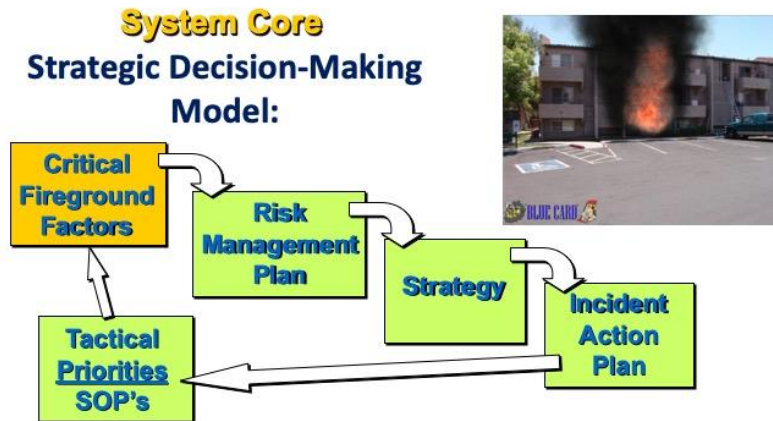 System Core
Strategic Decision-Making
Model:
Critical
Fireground
Factors
Risk
Management
Plan
Strategy
Incident
Action
Plan
Tactical
Priorities
SOP's
BLUE CARD